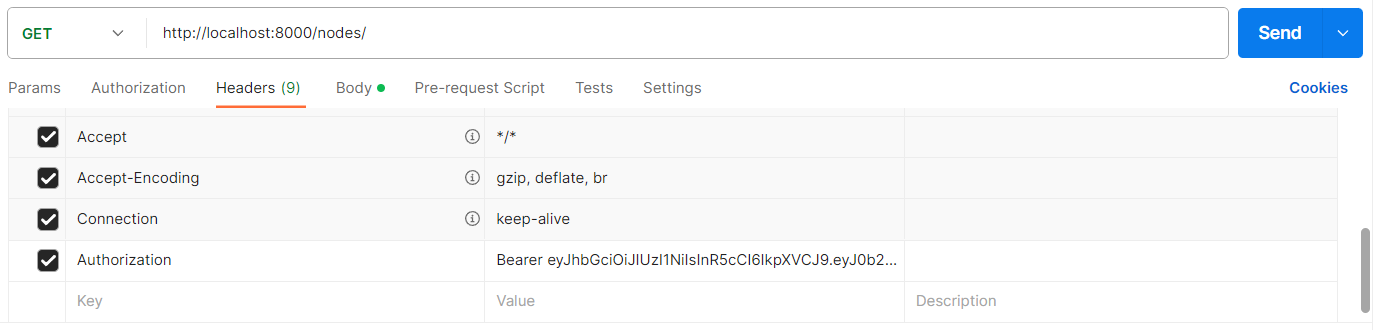 GET http://localhost:8000/nodes/ Send
Params Authorization Headers (9) Body Pre-request Script Tests Settings Cookies
Accept */*
Accept-Encoding gzip, deflate, br
Connection keep-alive
Authorization Bearer eyJhbGciOiJIUzI1NiIsInR5cCI6IkpXVCJ9.eyJ0b2...
Key Value Description